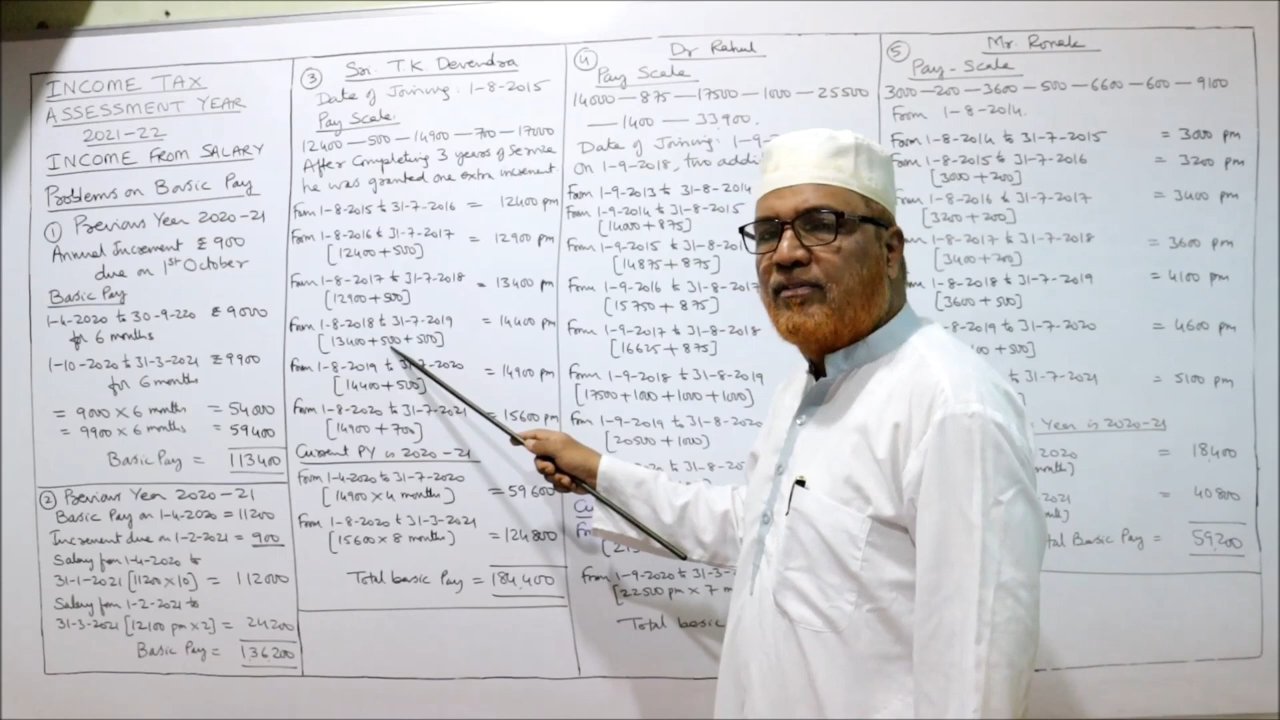 INCOME TAX
ASSESSMENT YEAR
2021-22
INCOME FROM SALARY
Problems on Basic Pay
① Previous Year 2020-21
Annual Increment ₹900
due on 1st October
Basic Pay
1-4-2020 to 30-9-220 ₹9000
for 6 months
1-10-2020 to 31-3-2021 ₹9900
for 6 months
= 9000 X 6 months = 54000
= 9900 X 6 months = 59400
Basic Pay = 113400
② Previous Year 2020-21
Basic Pay on 1-4-2020 = 11200
Increment due on 1-2-2021 = 900
Salary from 1-4-2020 to
31-1-2021 [11200 X 10] = 112000
Salary from 1-2-2021 to
31-3-2021 [12100 pm X 2] = 24200
Basic Pay = 136,200
③ Sri. T.K Devendra
Date of Joining: 1-8-2015
Pay Scale.
12400 — 500 — 14900 — 700 — 17000
After Completing 3 years of Service
he was granted one extra increment
From 1-8-2015 to 31-7-2016 = 12400 pm
From 1-8-2016 to 31-7-2017 = 12900 pm
[12400 + 500]
From 1-8-2017 to 31-7-2018 = 13400 pm
[12900 + 500]
From 1-8-2018 to 31-7-2019 = 14400 pm
[13400 + 500 + 500]
From 1-8-2019 to 31-7-2020 = 14900 pm
[14400 + 500]
From 1-8-2020 to 31-7-2021 = 15600 pm
[14900 + 700]
Current PY is 2020-21
From 1-4-2020 to 31-7-2020
[14900 X 4 months] = 59600
From 1-8-2020 to 31-3-2021
[15600 X 8 months] = 124800
Total basic Pay = 184,400
④ Dr Rahul
Pay Scale
14000 — 875 — 17500 — 1000 — 25500
— 1400 — 33,900.
Date of Joining: 1-9-
On 1-9-2018, two addi
From 1-9-2013 to 31-8-2014
From 1-9-2014 to 31-8-2015
[14000 + 875]
From 1-9-2015 to 31-8-201
[14875 + 875]
From 1-9-2016 to 31-8-201
[15750 + 875]
From 1-9-2017 to 31-8-2018
[16625 + 875]
From 1-9-2018 to 31-8-2019
[17500 + 1000 + 1000 + 1000]
From 1-9-2019 to 31-8-2020
[20500 + 1000]
31-8-20
From 1-9-2020 to 31-3-
[22500 pm X 7 m
Total basic
⑤ Mr. Ronak
Pay-Scale
3000 — 200 — 3600 — 500 — 6600 — 600 — 9100
From 1-8-2014.
From 1-8-2014 to 31-7-2015 = 3000 pm
From 1-8-2015 to 31-7-2016 = 3200 pm
[3000 + 200]
1-8-2016 to 31-7-2017 = 3400 pm
[3200 + 200]
1-8-2017 to 31-7-2018 = 3600 pm
[3400 + 200]
1-8-2018 to 31-7-2019 = 4100 pm
[3600 + 500]
-8-2019 to 31-7-2020 = 4600 pm
00 + 500]
to 31-7-2021 = 5100 pm
Year is 2020-21
2020 = 18,400
2021 = 40800
Basic Pay = 59,200